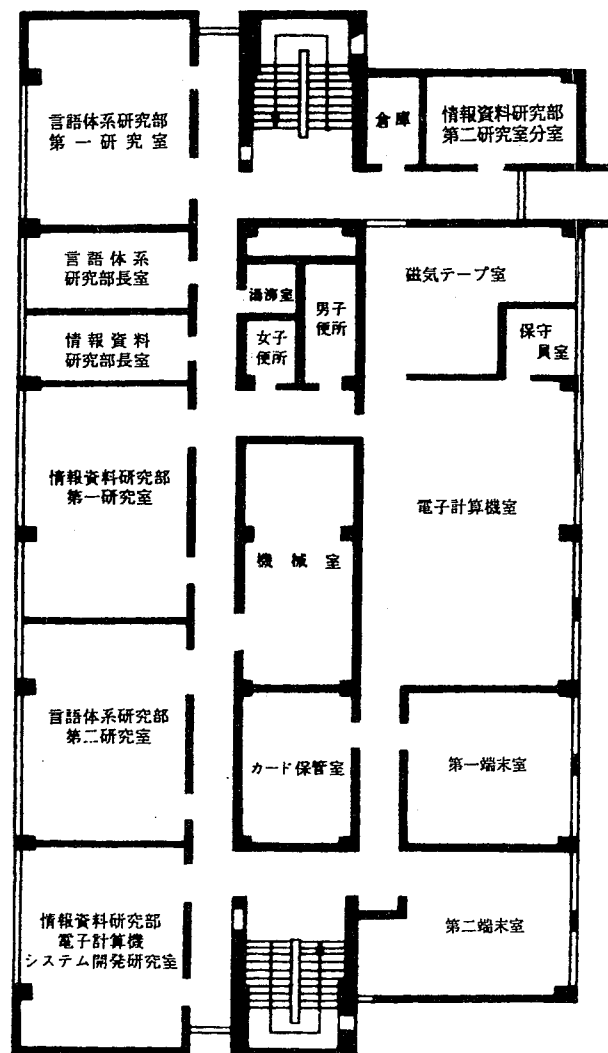 言語体系研究部
第一研究室
倉庫
情報資料研究部
第二研究室分室
言語体系
研究部長室
磁気テープ室
湯沸室
男子
便所
女子
便所
保守
員室
情報資料
研究部長室
情報資料研究部
第一研究室
電子計算機室
機械室
言語体系研究部
第二研究室
カード保管室
第一端末室
情報資料研究部
電子計算機
システム開発研究室
第二端末室